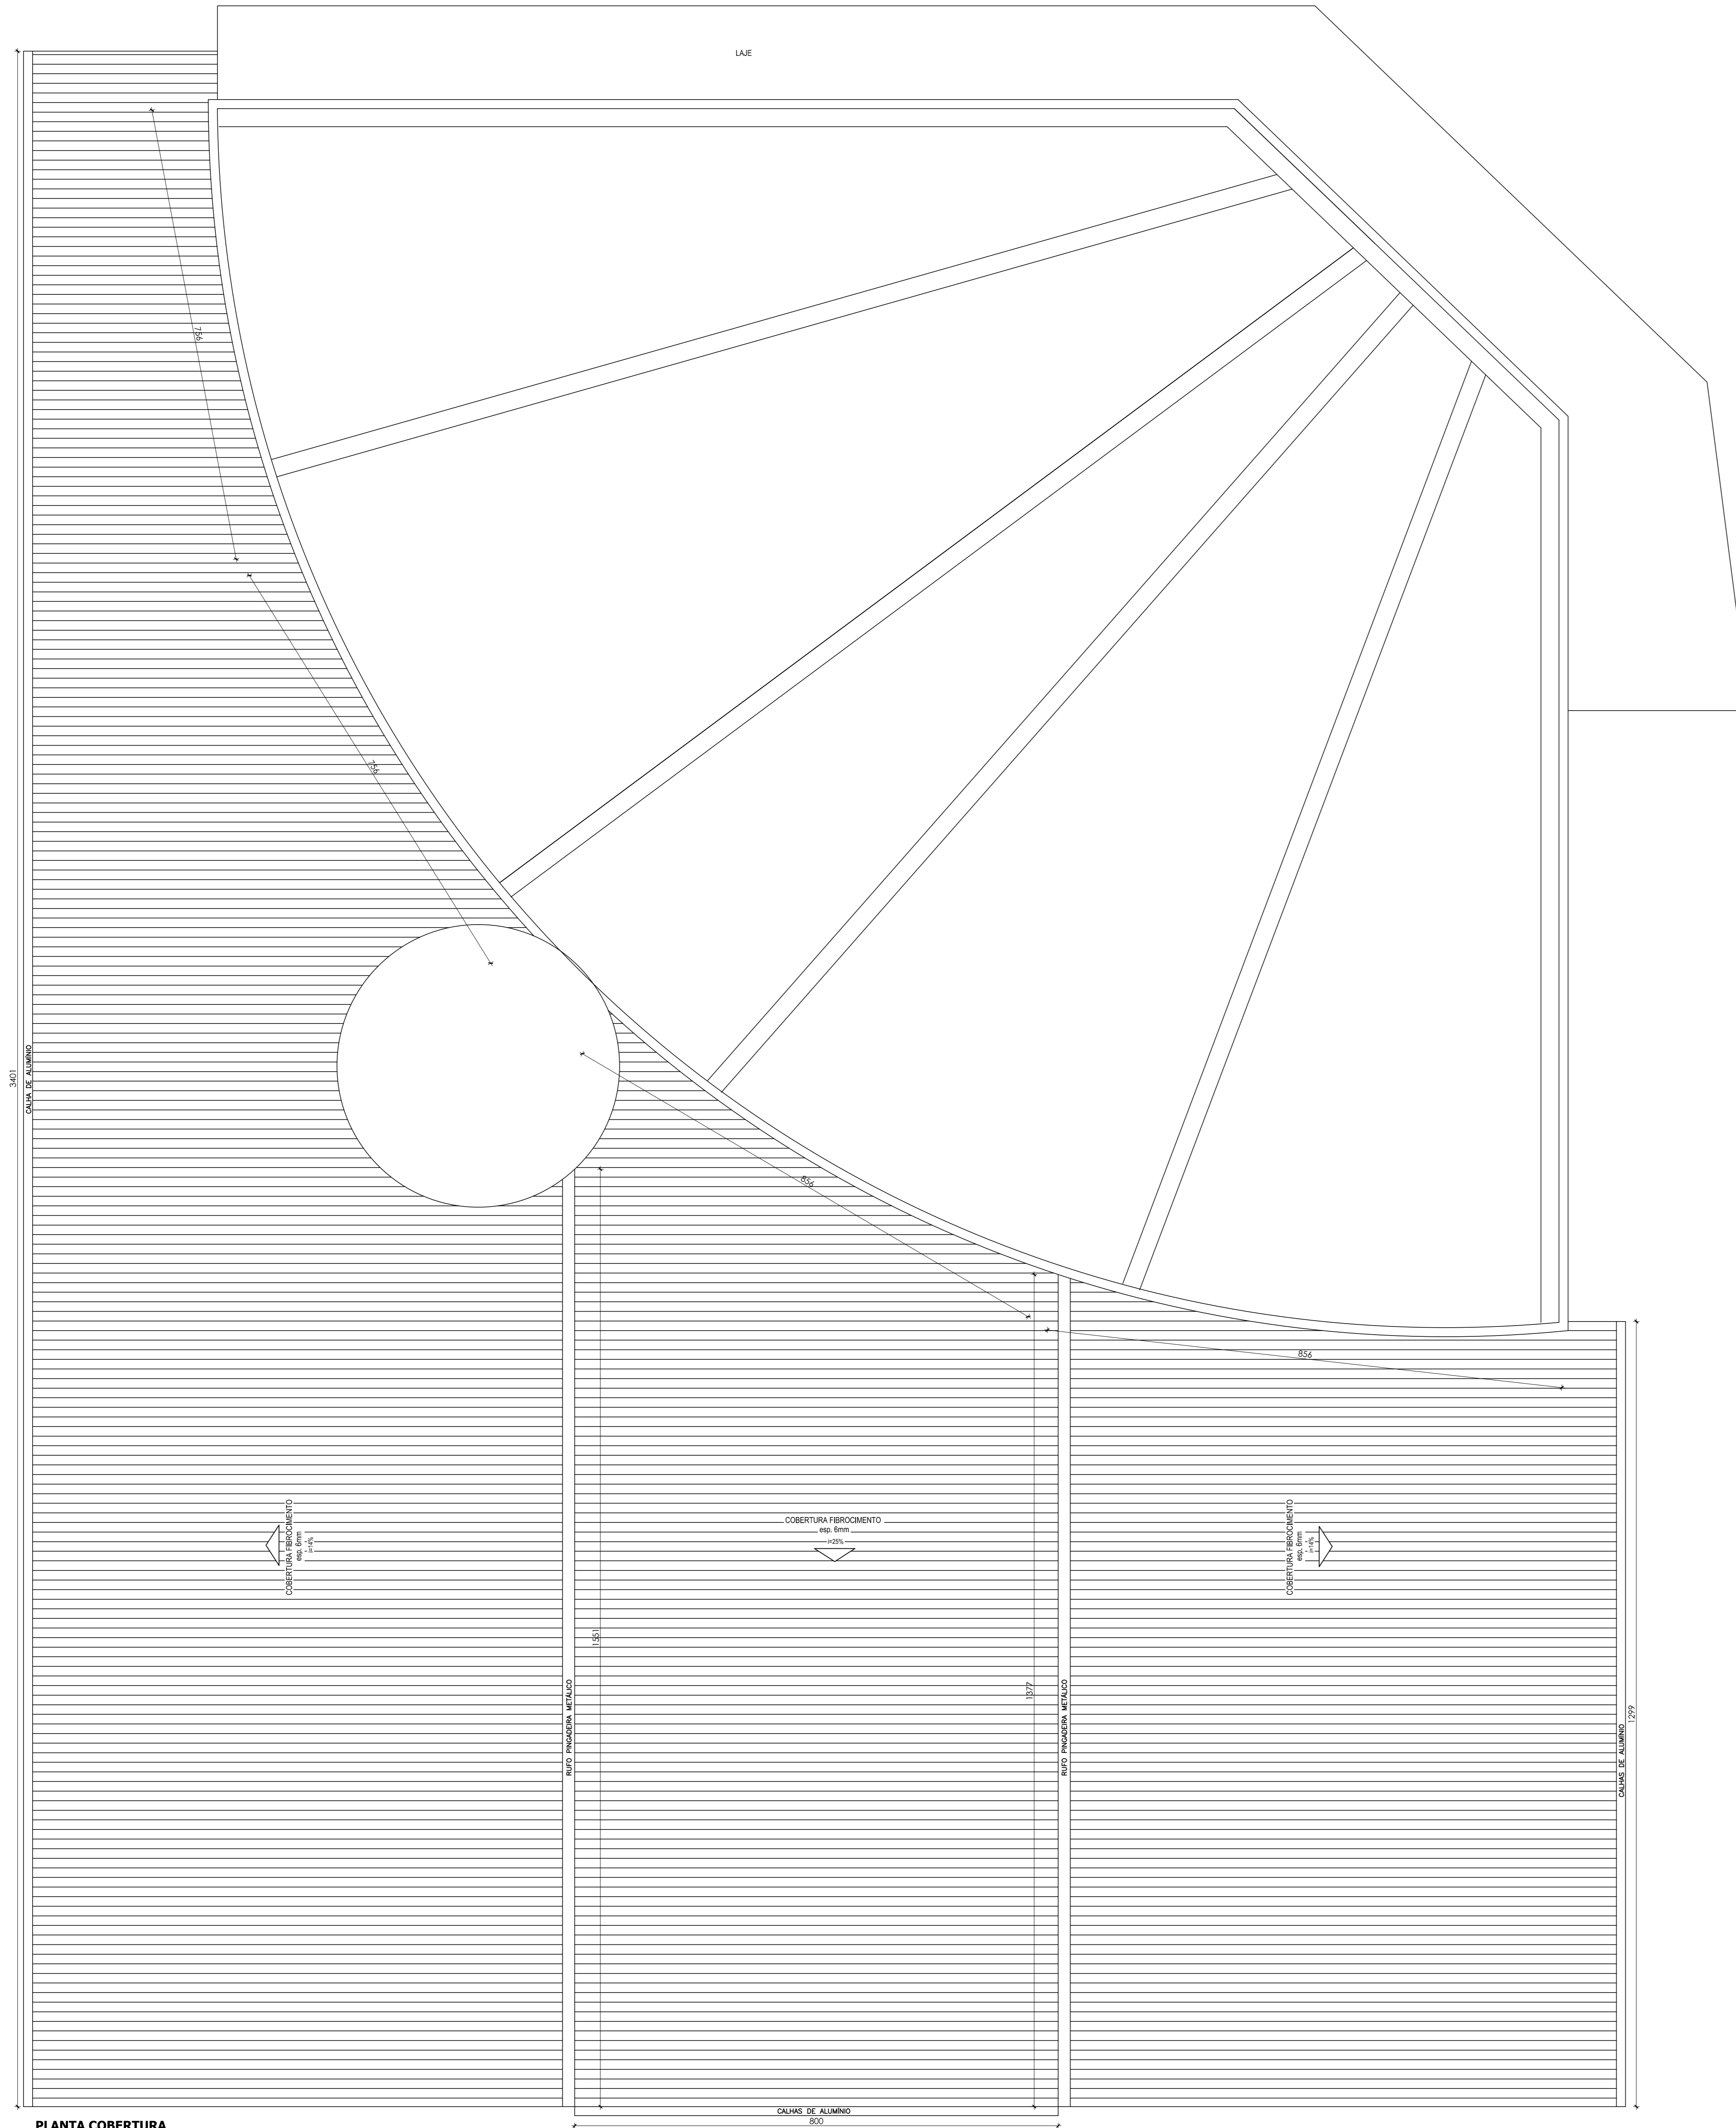 LAJE
756
756
3401
CALHA DE ALUMÍNIO
856
856
COBERTURA FIBROCIMENTO
esp. 6mm
i=14%
COBERTURA FIBROCIMENTO
esp. 6mm
i=25%
COBERTURA FIBROCIMENTO
esp. 6mm
i=14%
1551
1377
1299
RUFO PINGADEIRA METÁLICO
RUFO PINGADEIRA METÁLICO
CALHAS DE ALUMÍNIO
CALHAS DE ALUMÍNIO
800
PLANTA COBERTURA